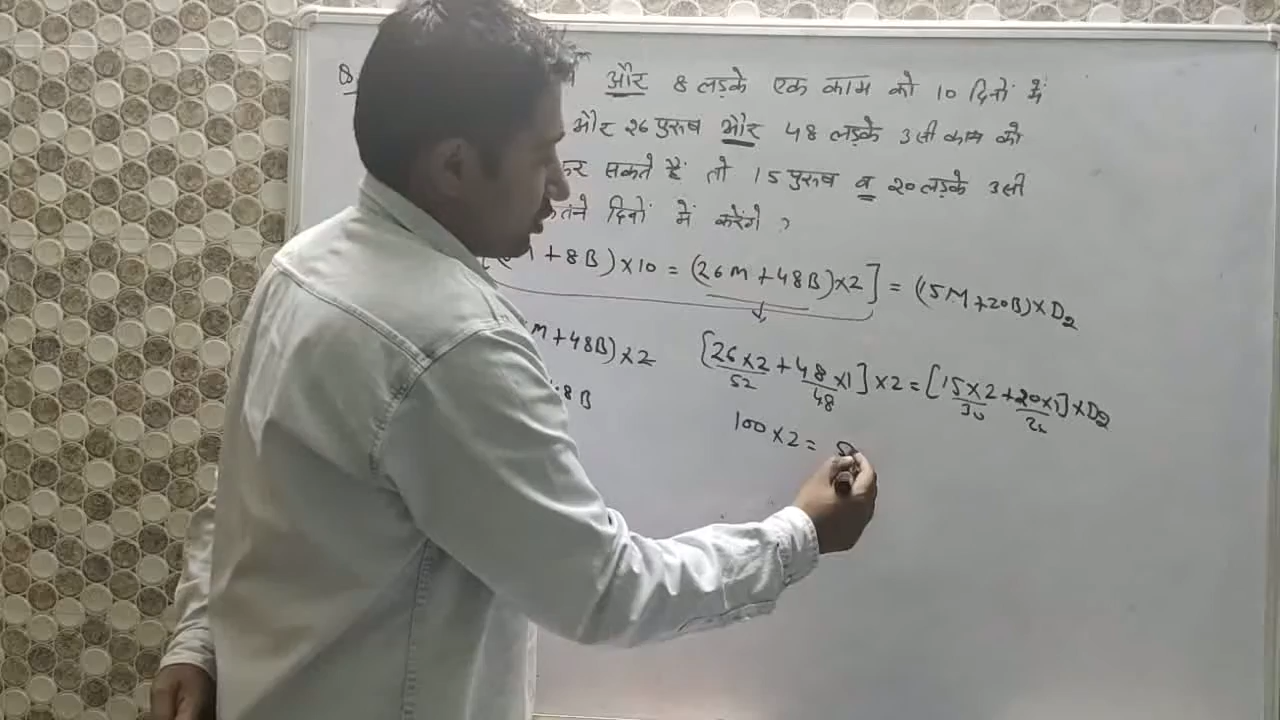 Q. और 8 लड़के एक काम को 10 दिनों में
और 26 पुरुष और 48 लड़के उसी काम को
कर सकते हैं तो 15 पुरुष व 20 लड़के उसी
दिनों में करेंगे ?
+ 8B) × 10 = (26M + 48B) × 2] = (15M + 20B) × D₂
M + 48B) × 2
[26 × 2 + 48 × 1] × 2 = [15 × 2 + 20 × 1] × D₂
52 48 30
8B
100 × 2 =